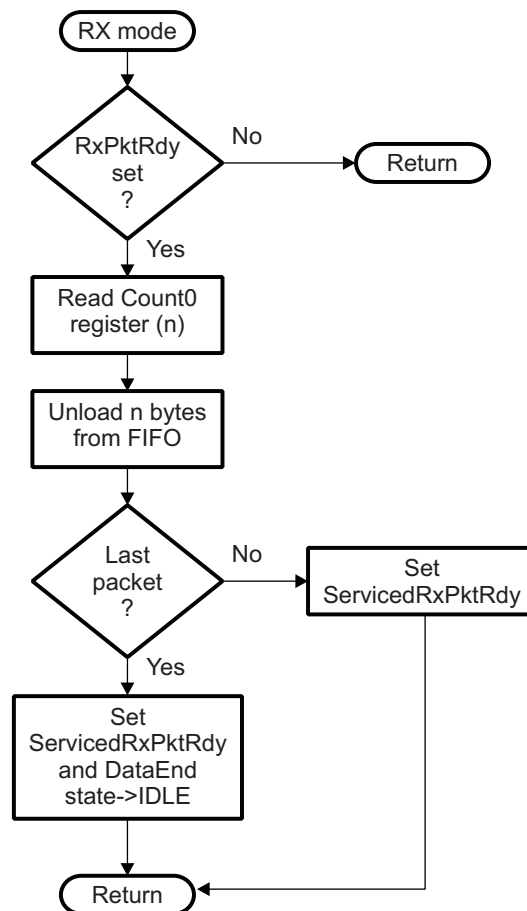 RX mode
RxPktRdy
set
?
No
Return
Yes
Read Count0
register (n)
Unload n bytes
from FIFO
Last
packet
?
No
Set
ServicedRxPktRdy
Yes
Set
ServicedRxPktRdy
and DataEnd
state->IDLE
Return